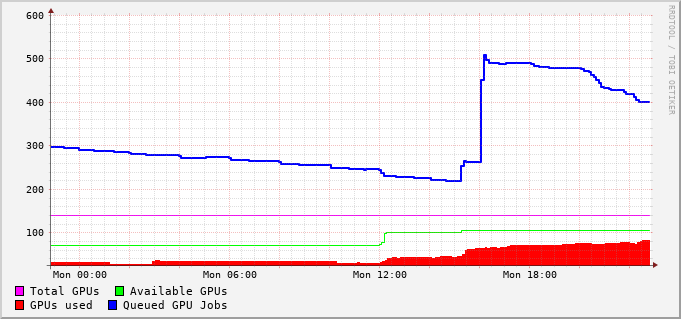 600
500
400
300
200
100
Mon 00:00 Mon 06:00 Mon 12:00 Mon 18:00
Total GPUs Available GPUs
GPUs used Queued GPU Jobs
RRDTOOL / TOBI OETIKER